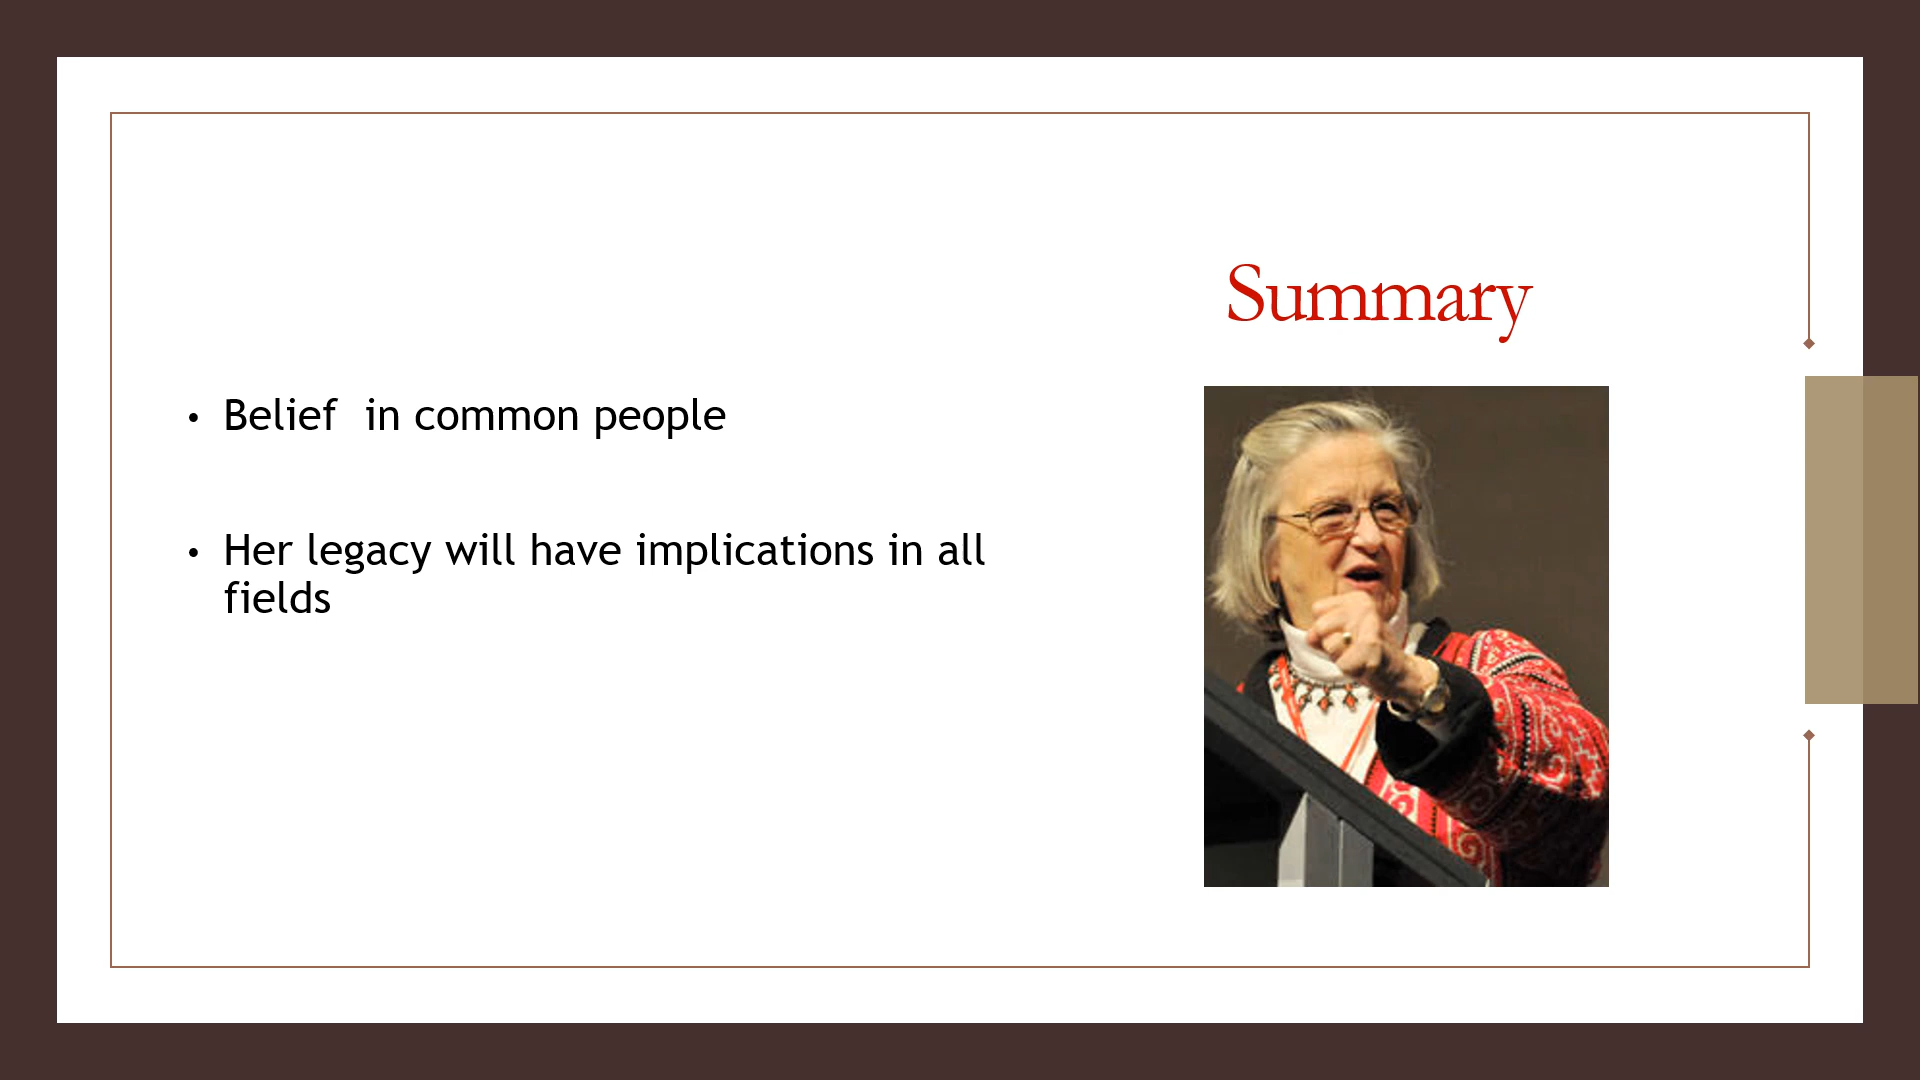 Summary
• Belief  in common people
• Her legacy will have implications in all
fields